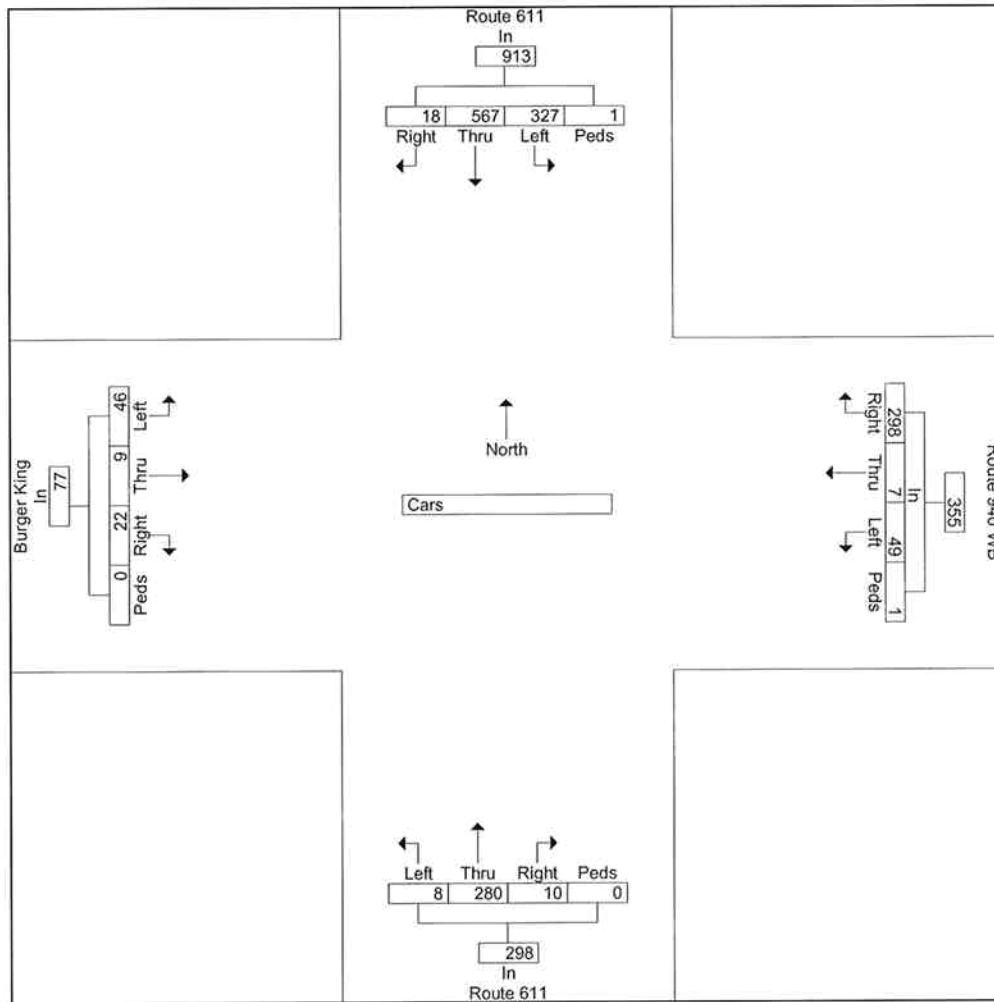 Route 611
In
913
18 567 327 1
Right Thru Left Peds
Burger King
In
77
46 9 22 0
Left Thru Right Peds
North
Cars
Right Thru Left Peds
298 7 49 1
In
355
Left Thru Right Peds
8 280 10 0
298
In
Route 611